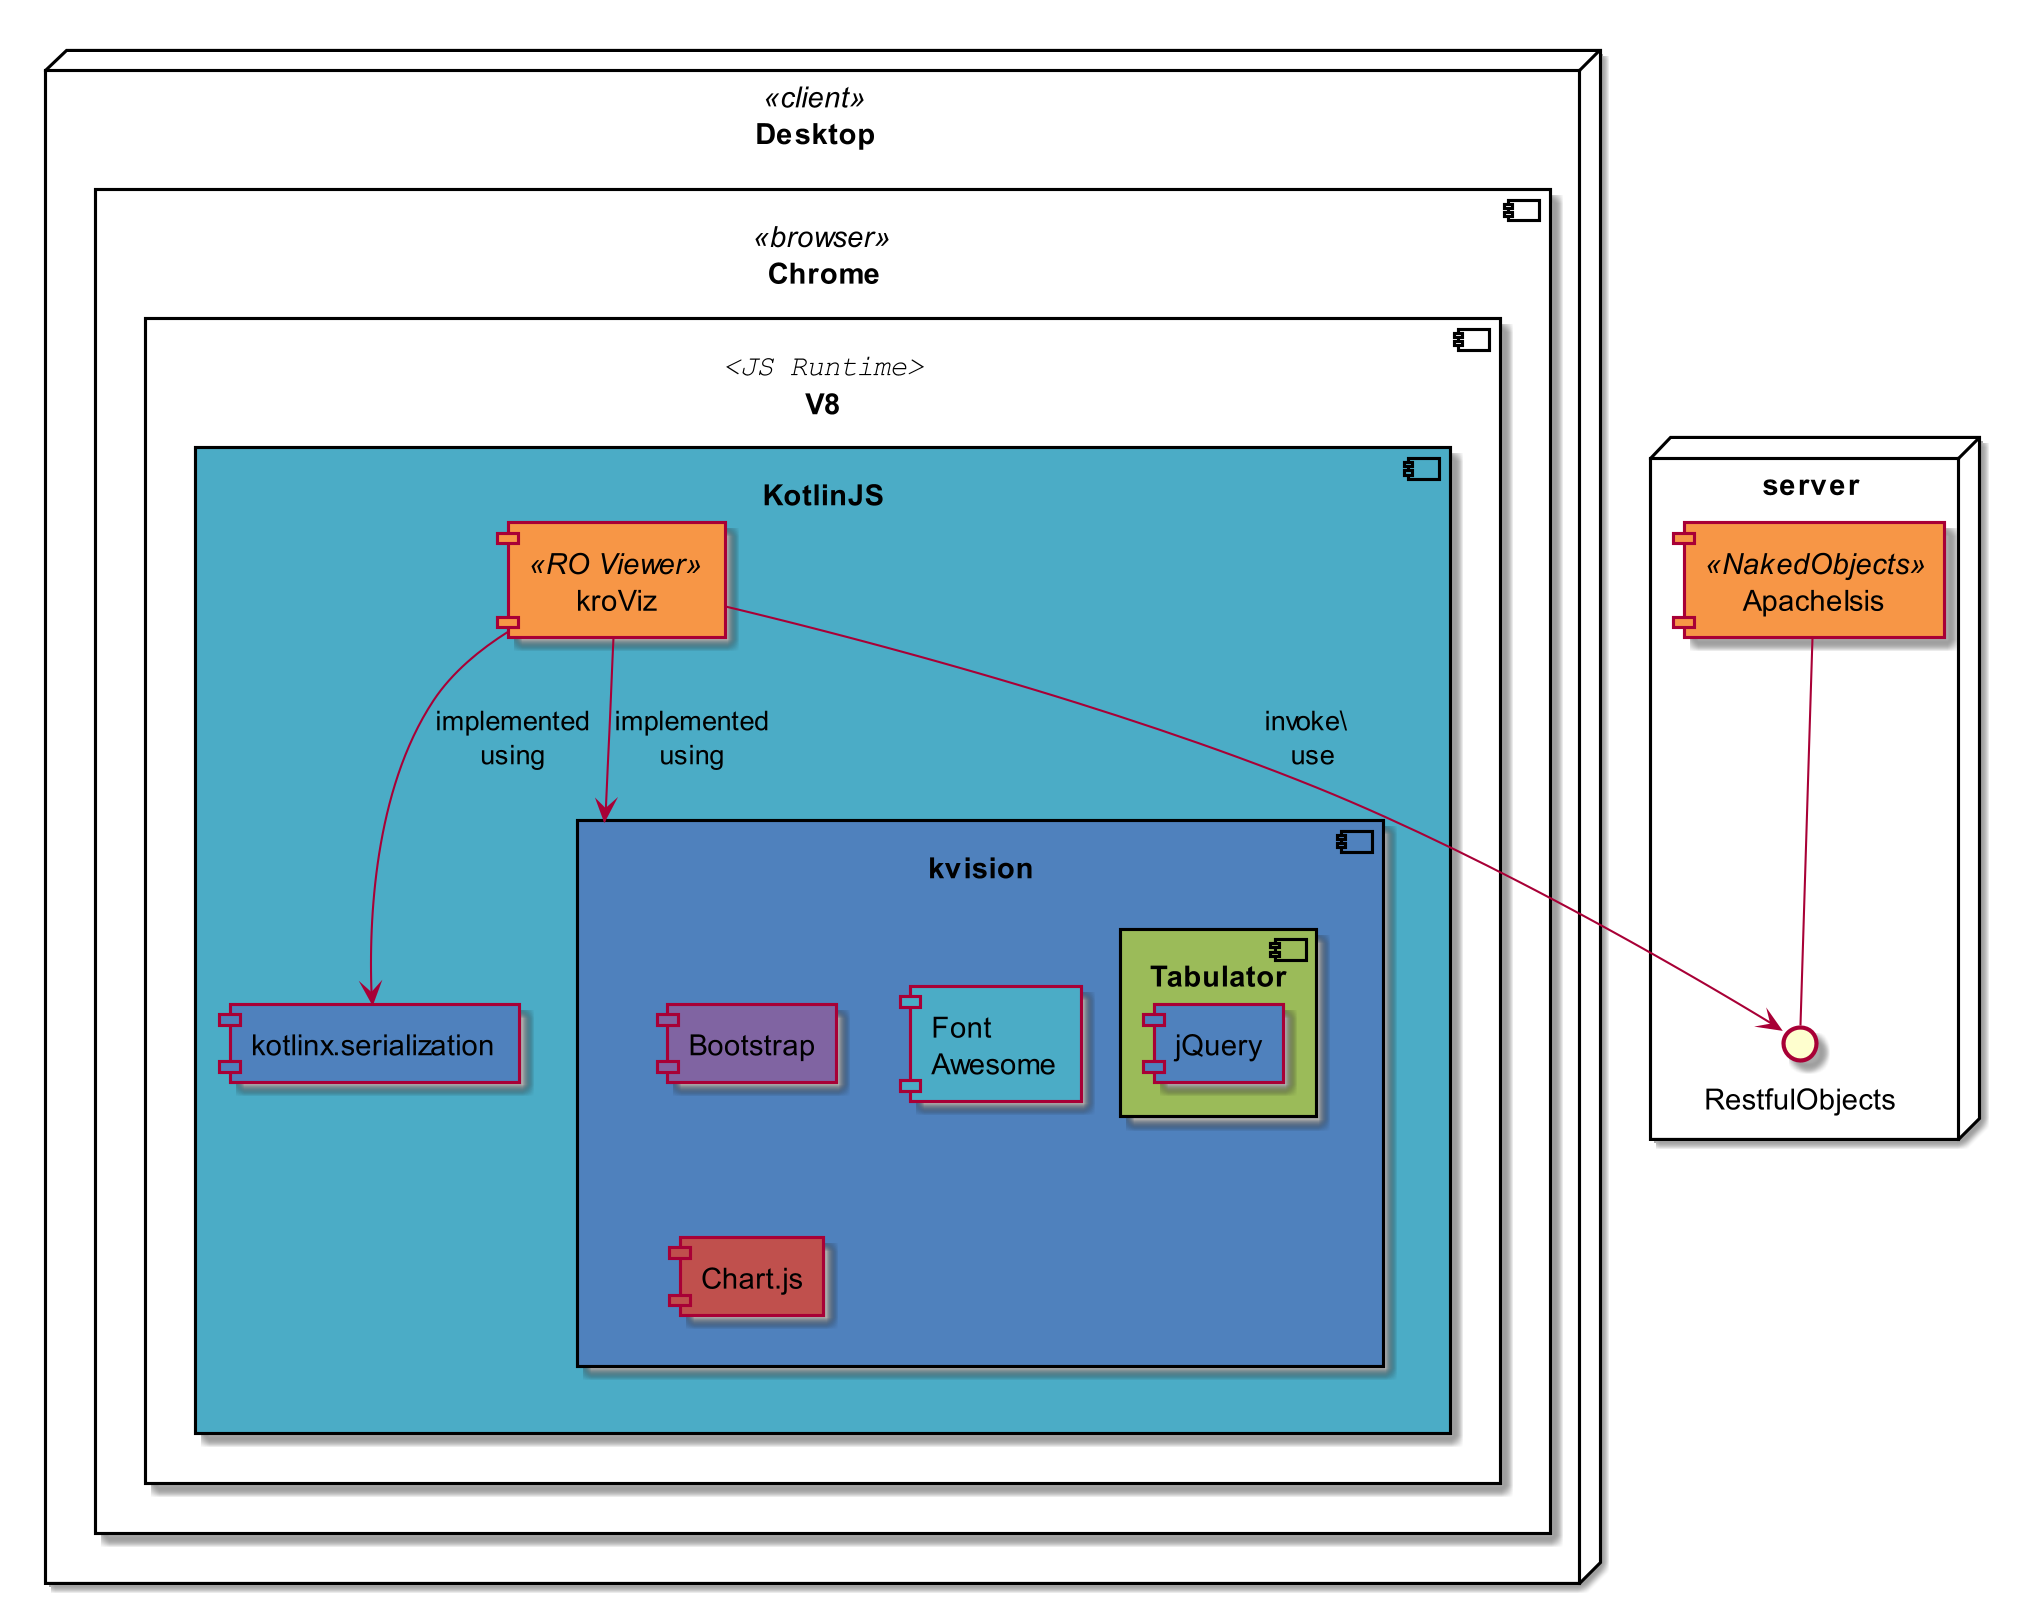 «client»
Desktop
«browser»
Chrome
<JS Runtime>
V8
KotlinJS
«RO Viewer»
kroViz
implemented
using
implemented
using
invoke\
use
kvision
kotlinx.serialization
Bootstrap
Font
Awesome
Tabulator
jQuery
Chart.js
server
«NakedObjects»
ApacheIsis
RestfulObjects